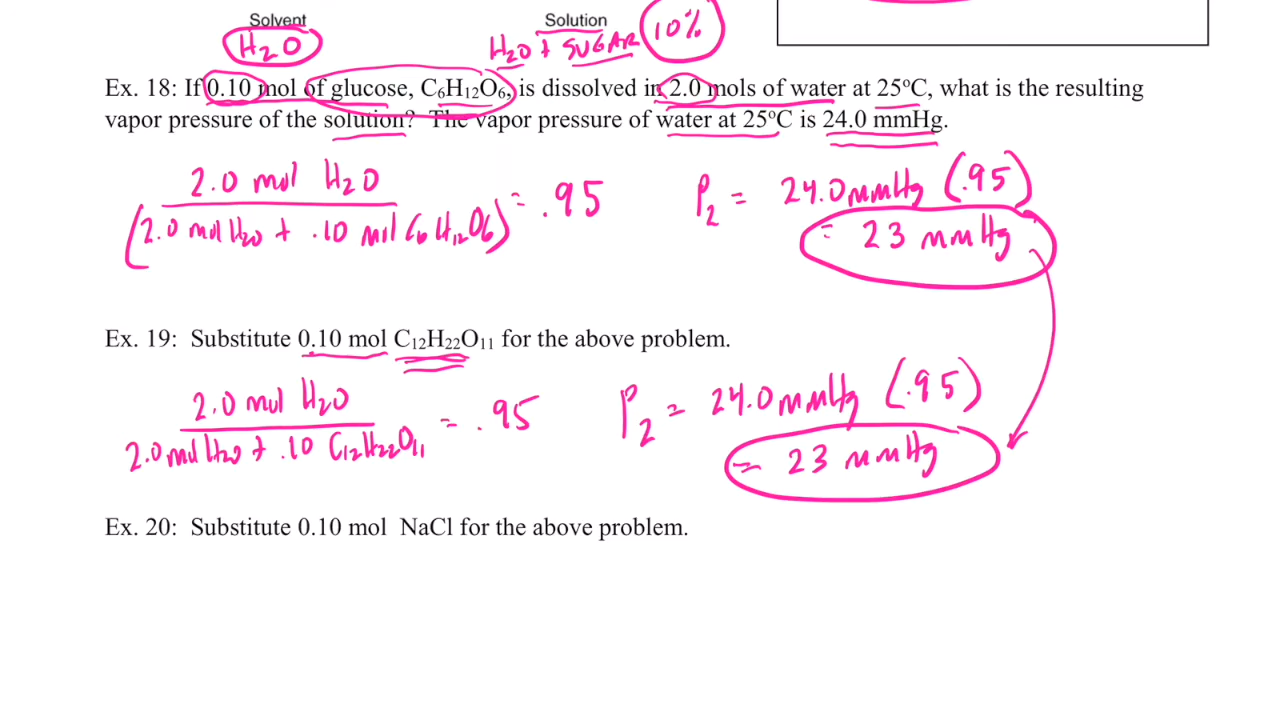 Solvent Solution
H₂O H₂O + SUGAR 10%
Ex. 18: If 0.10 mol of glucose, C₆H₁₂O₆, is dissolved in 2.0 mols of water at 25°C, what is the resulting
vapor pressure of the solution? The vapor pressure of water at 25°C is 24.0 mmHg.
2.0 mol H₂O
(2.0 mol H₂O + .10 mol C₆H₁₂O₆) = .95 P₂ = 24.0 mmHg (.95)
= 23 mmHg
Ex. 19: Substitute 0.10 mol C₁₂H₂₂O₁₁ for the above problem.
2.0 mol H₂O
2.0 mol H₂O + .10 C₁₂H₂₂O₁₁ = .95 P₂ = 24.0 mmHg (.95)
= 23 mmHg
Ex. 20: Substitute 0.10 mol NaCl for the above problem.